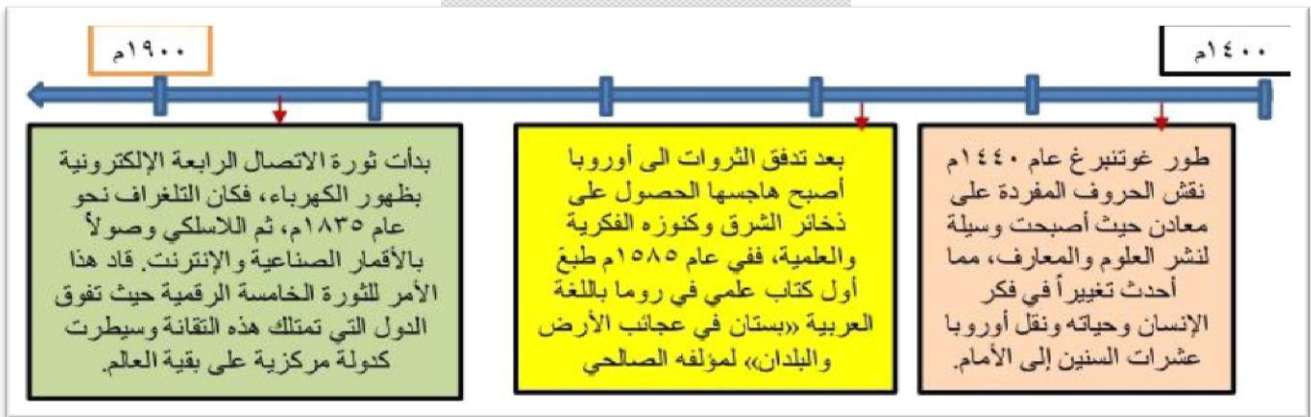 ١٤٠٠م
١٩٠٠م
طور غوتنبرغ عام ١٤٤٠م
نقش الحروف المفردة على
معادن حيث أصبحت وسيلة
لنشر العلوم والمعارف، مما
أحدث تغييراً في فكر
الإنسان وحياته ونقل أوروبا
عشرات السنين إلى الأمام.
بعد تدفق الثروات الى أوروبا
أصبح هاجسها الحصول على
ذخائر الشرق وكنوزه الفكرية
والعلمية، ففي عام ١٥٨٥م طبغ
أول كتاب علمي في روما باللغة
العربية «بستان في عجائب الأرض
والبلدان» لمؤلفه الصالحي
بدأت ثورة الاتصال الرابعة الإلكترونية
بظهور الكهرباء، فكان التلغراف نحو
عام ١٨٣٥م، ثم اللاسلكي وصولاً
بالأقمار الصناعية والإنترنت. قاد هذا
الأمر للثورة الخامسة الرقمية حيث تفوق
الدول التي تمتلك هذه التقانة وسيطرت
كدولة مركزية على بقية العالم.